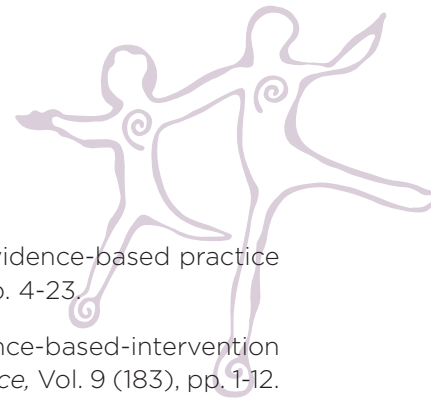 vidence-based practice
o. 4-23.
nce-based-intervention
ce, Vol. 9 (183), pp. 1-12.